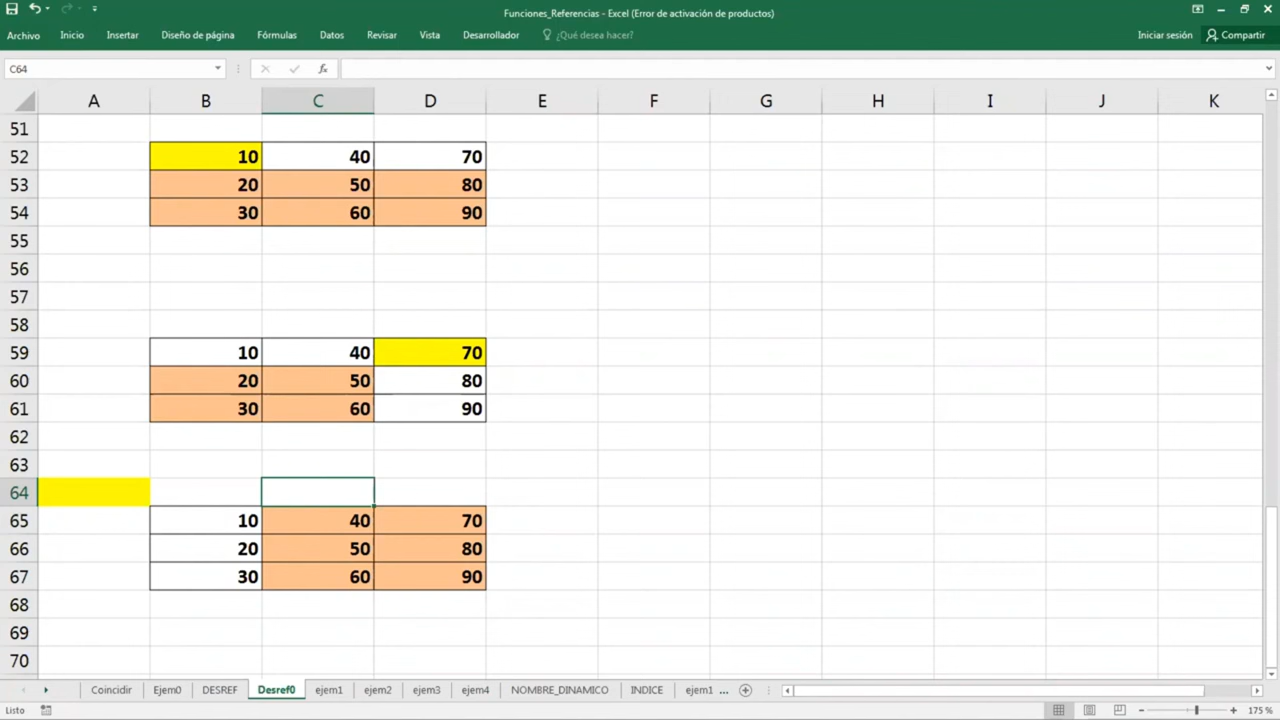 Funciones_Referencias - Excel (Error de activación de productos)
Archivo Inicio Insertar Diseño de página Fórmulas Datos Revisar Vista Desarrollador ¿Qué desea hacer? Iniciar sesión Compartir
C64 fx
A B C D E F G H I J K
51
52 10 40 70
53 20 50 80
54 30 60 90
55
56
57
58
59 10 40 70
60 20 50 80
61 30 60 90
62
63
64
65 10 40 70
66 20 50 80
67 30 60 90
68
69
70
Coincidir Ejem0 DESREF Desref0 ejem1 ejem2 ejem3 ejem4 NOMBRE_DINAMICO INDICE ejem1 ...
Listo 175 %